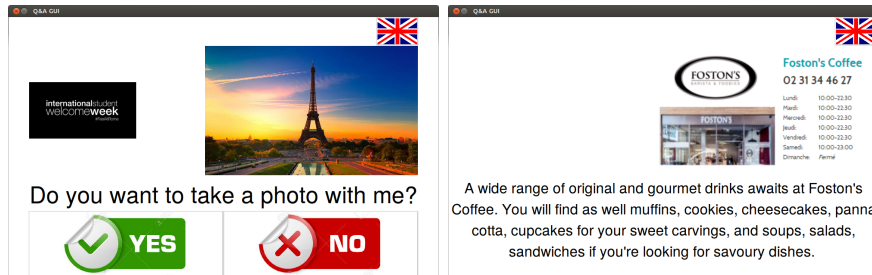 Q&A GUI
internationalstudent
welcomeweek
Do you want to take a photo with me?
YES
NO
Q&A GUI
FOSTON'S
BARISTA & FOODIES
FOSTON'S
Foston's Coffee
02 31 34 46 27
Lundi: 10:00-22:30
Mardi: 10:00-22:30
Mercredi: 10:00-22:30
Jeudi: 10:00-22:30
Vendredi: 10:00-22:30
Samedi: 10:00-23:00
Dimanche: Fermé
A wide range of original and gourmet drinks awaits at Foston's
Coffee. You will find as well muffins, cookies, cheesecakes, panna
cotta, cupcakes for your sweet carvings, and soups, salads,
sandwiches if you're looking for savoury dishes.